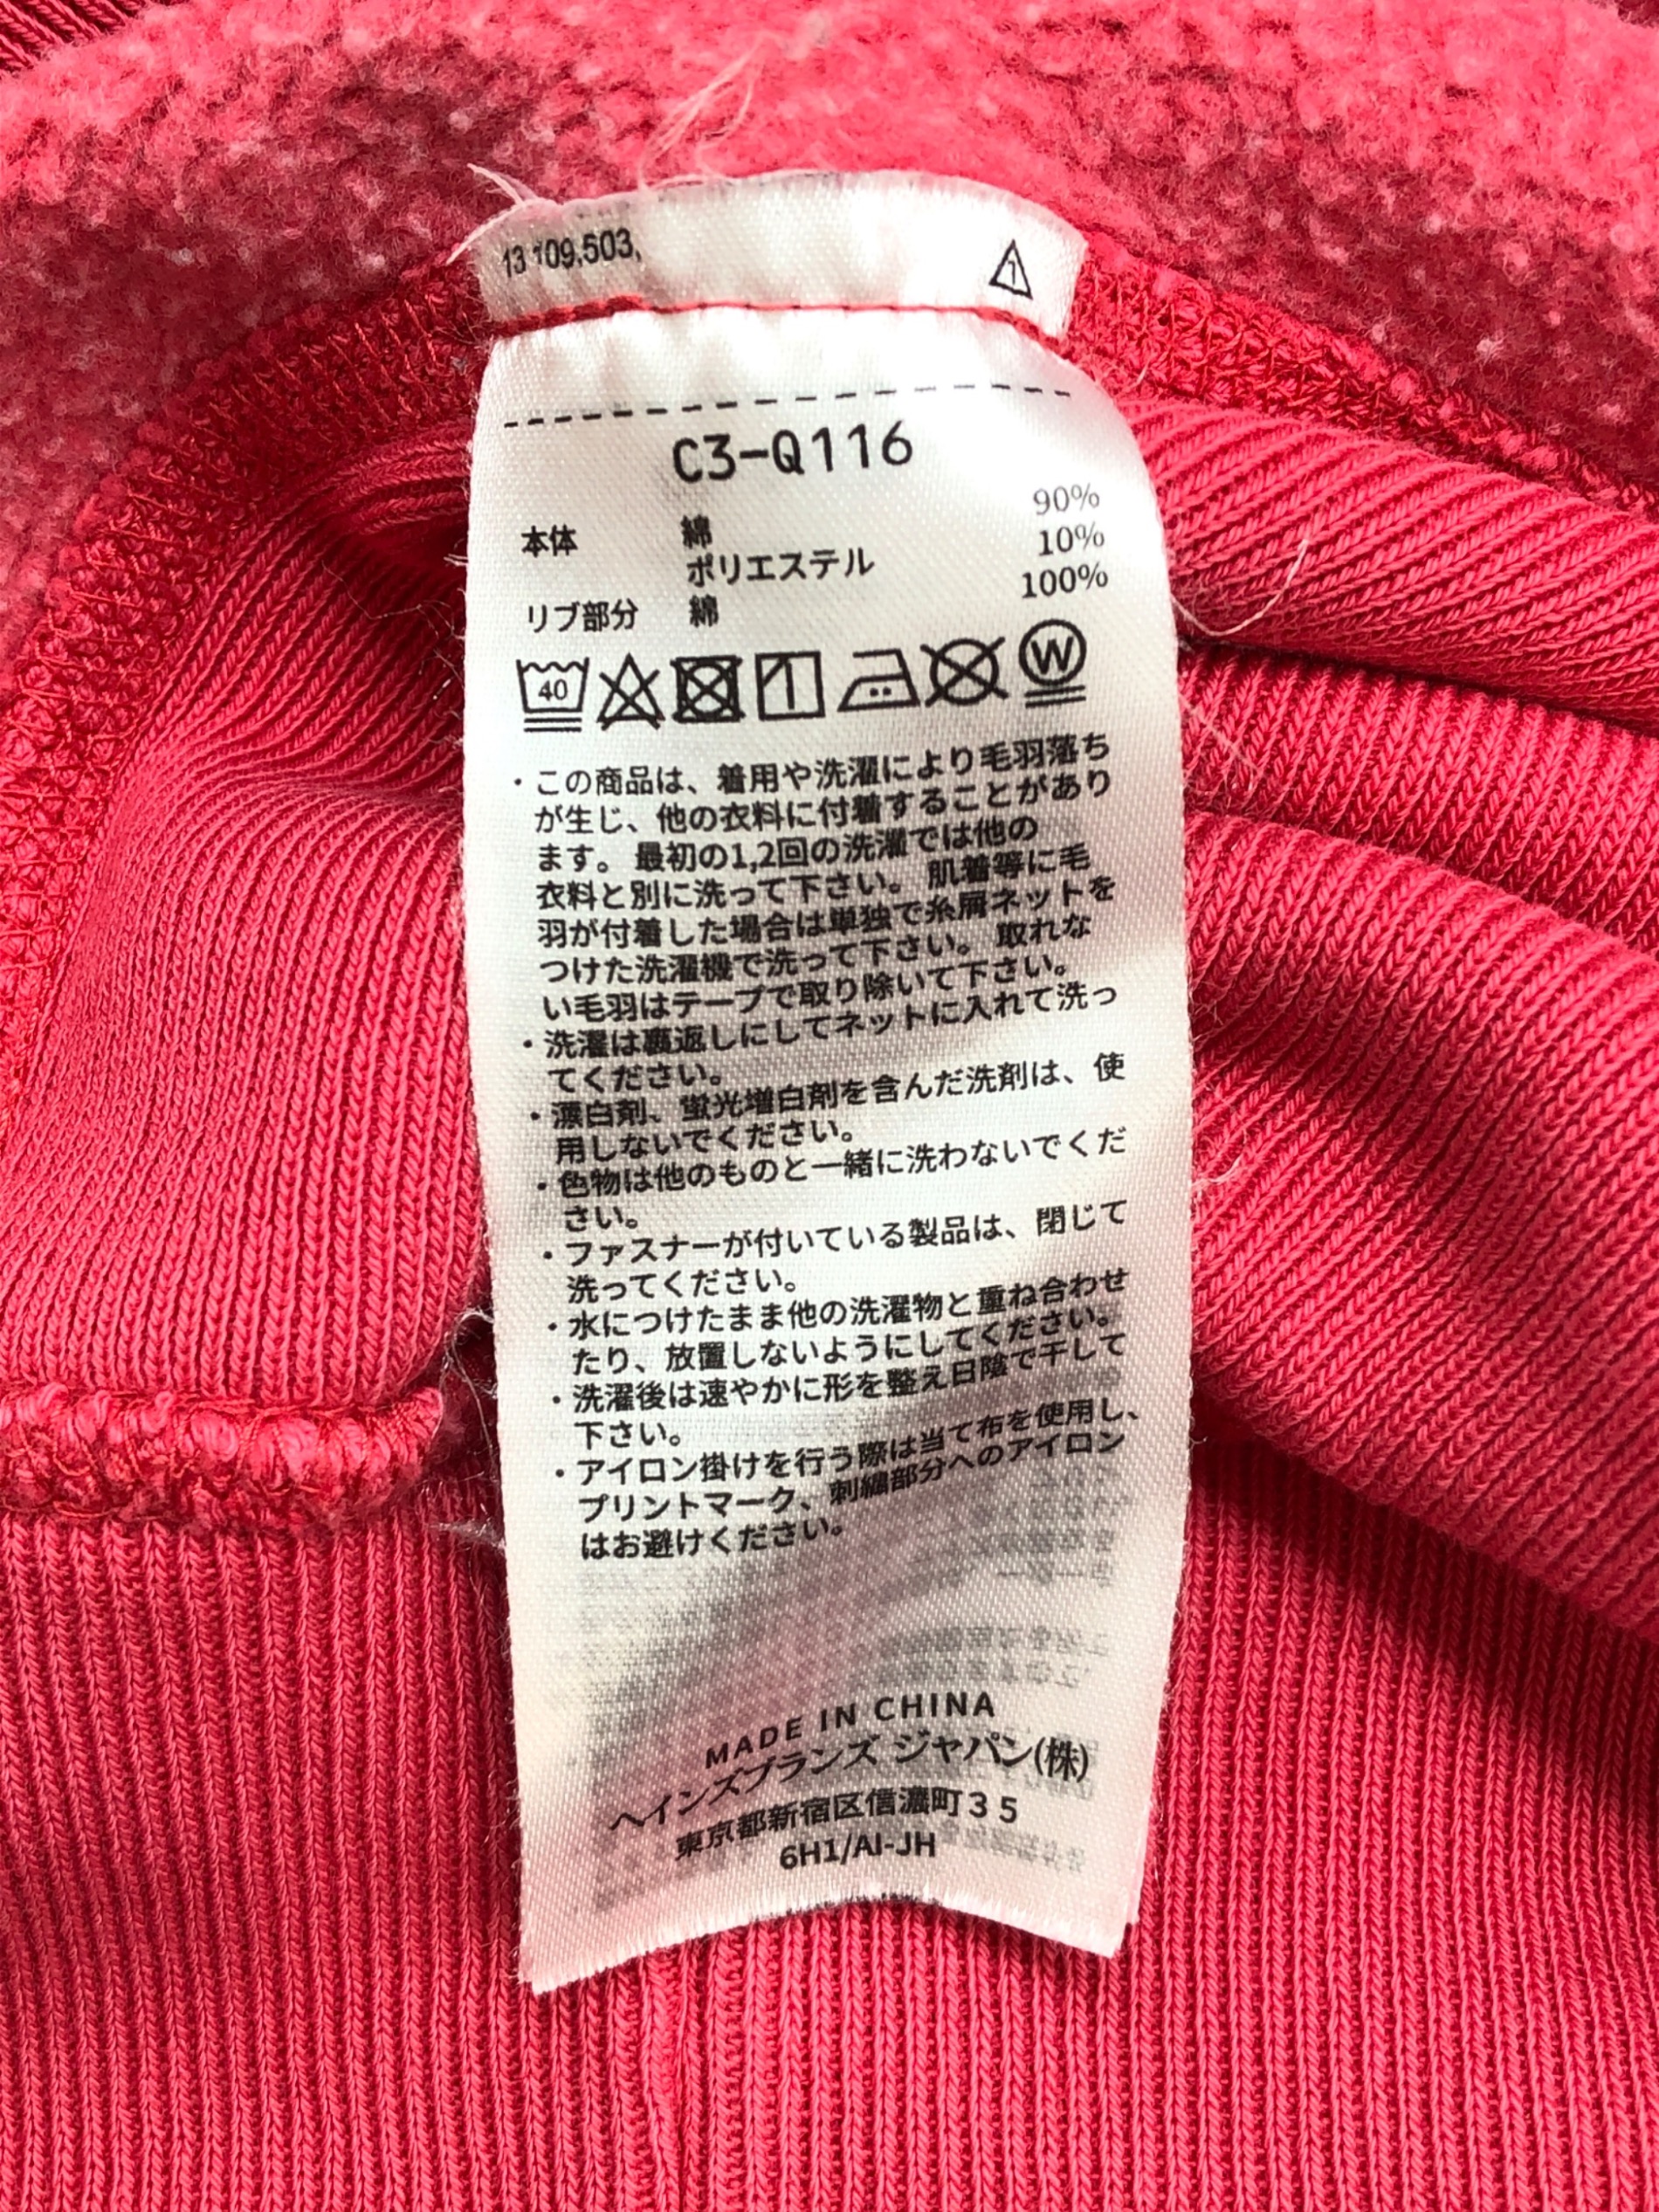 13 109,503,
1
C3-Q116
本体 綿 90%
ポリエステル 10%
リブ部分 綿 100%
40 W
・この商品は、着用や洗濯により毛羽落ち
が生じ、他の衣料に付着することがあり
ます。最初の1,2回の洗濯では他の
衣料と別に洗って下さい。肌着等に毛
羽が付着した場合は単独で糸屑ネットを
つけた洗濯機で洗って下さい。取れな
い毛羽はテープで取り除いて下さい。
・洗濯は裏返しにしてネットに入れて洗っ
てください。
・漂白剤、蛍光増白剤を含んだ洗剤は、使
用しないでください。
・色物は他のものと一緒に洗わないでくだ
さい。
・ファスナーが付いている製品は、閉じて
洗ってください。
・水につけたまま他の洗濯物と重ね合わせ
たり、放置しないようにしてください。
・洗濯後は速やかに形を整え日陰で干して
下さい。
・アイロン掛けを行う際は当て布を使用し、
プリントマーク、刺繍部分へのアイロン
はお避けください。
MADE IN CHINA
ヘインズブランズ ジャパン(株)
東京都新宿区信濃町35
6H1/AI-JH